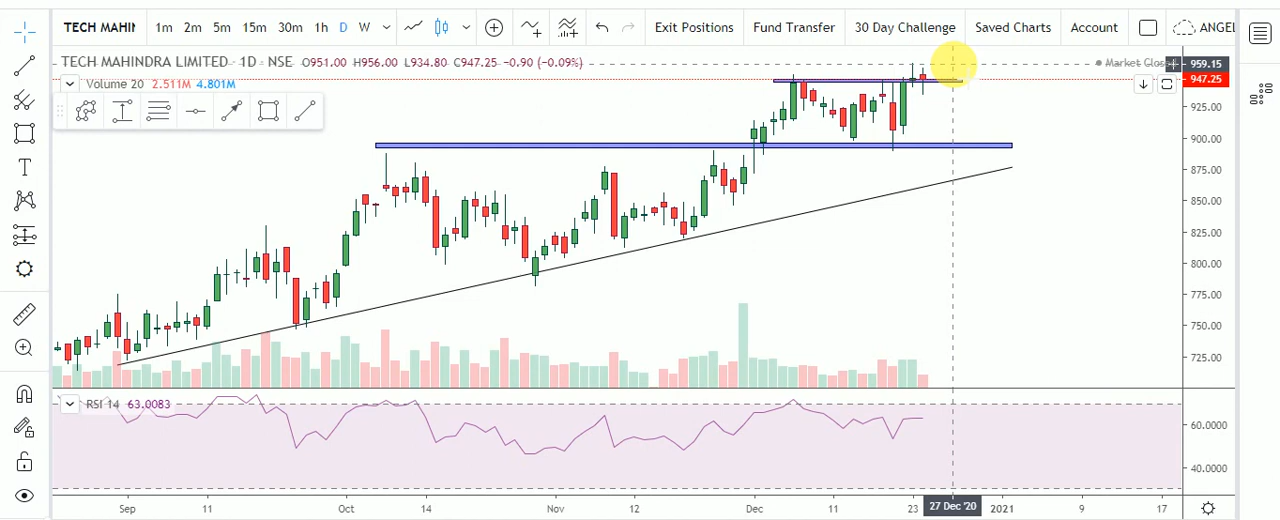 TECH MAHIN 1m 2m 5m 15m 30m 1h D W Exit Positions Fund Transfer 30 Day Challenge Saved Charts Account ANGEL
TECH MAHINDRA LIMITED 1D NSE O951.00 H956.00 L934.80 C947.25 −0.90 (−0.09%)
Market Clos
959.15
947.25
Volume 20 2.511M 4.801M
925.00
900.00
875.00
850.00
825.00
800.00
775.00
750.00
725.00
RSI 14 63.0083
60.0000
40.0000
Sep 11 Oct 14 Nov 12 Dec 11 23 27 Dec '20 2021 9 17